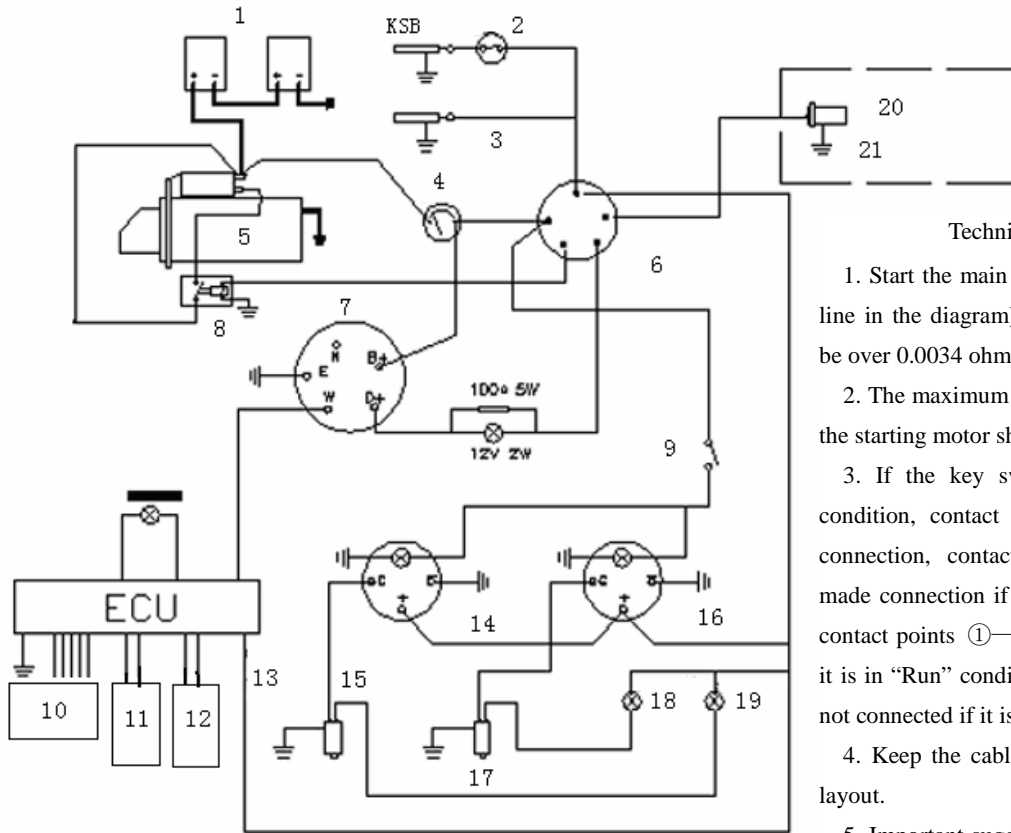 1
KSB
2
3
4
20
21
5
6
8
7
N
B+
E
W
D+
100Ω 5W
12V 2W
9
ECU
+ - + -
C
+
14
C
+
16
13
15
17
18
19
10
11
12
Techni
1. Start the main
line in the diagram)
be over 0.0034 ohm
2. The maximum
the starting motor sh
3. If the key sw
condition, contact
connection, contac
made connection if
contact points ①—
it is in “Run” condi
not connected if it is
4. Keep the cabl
layout.